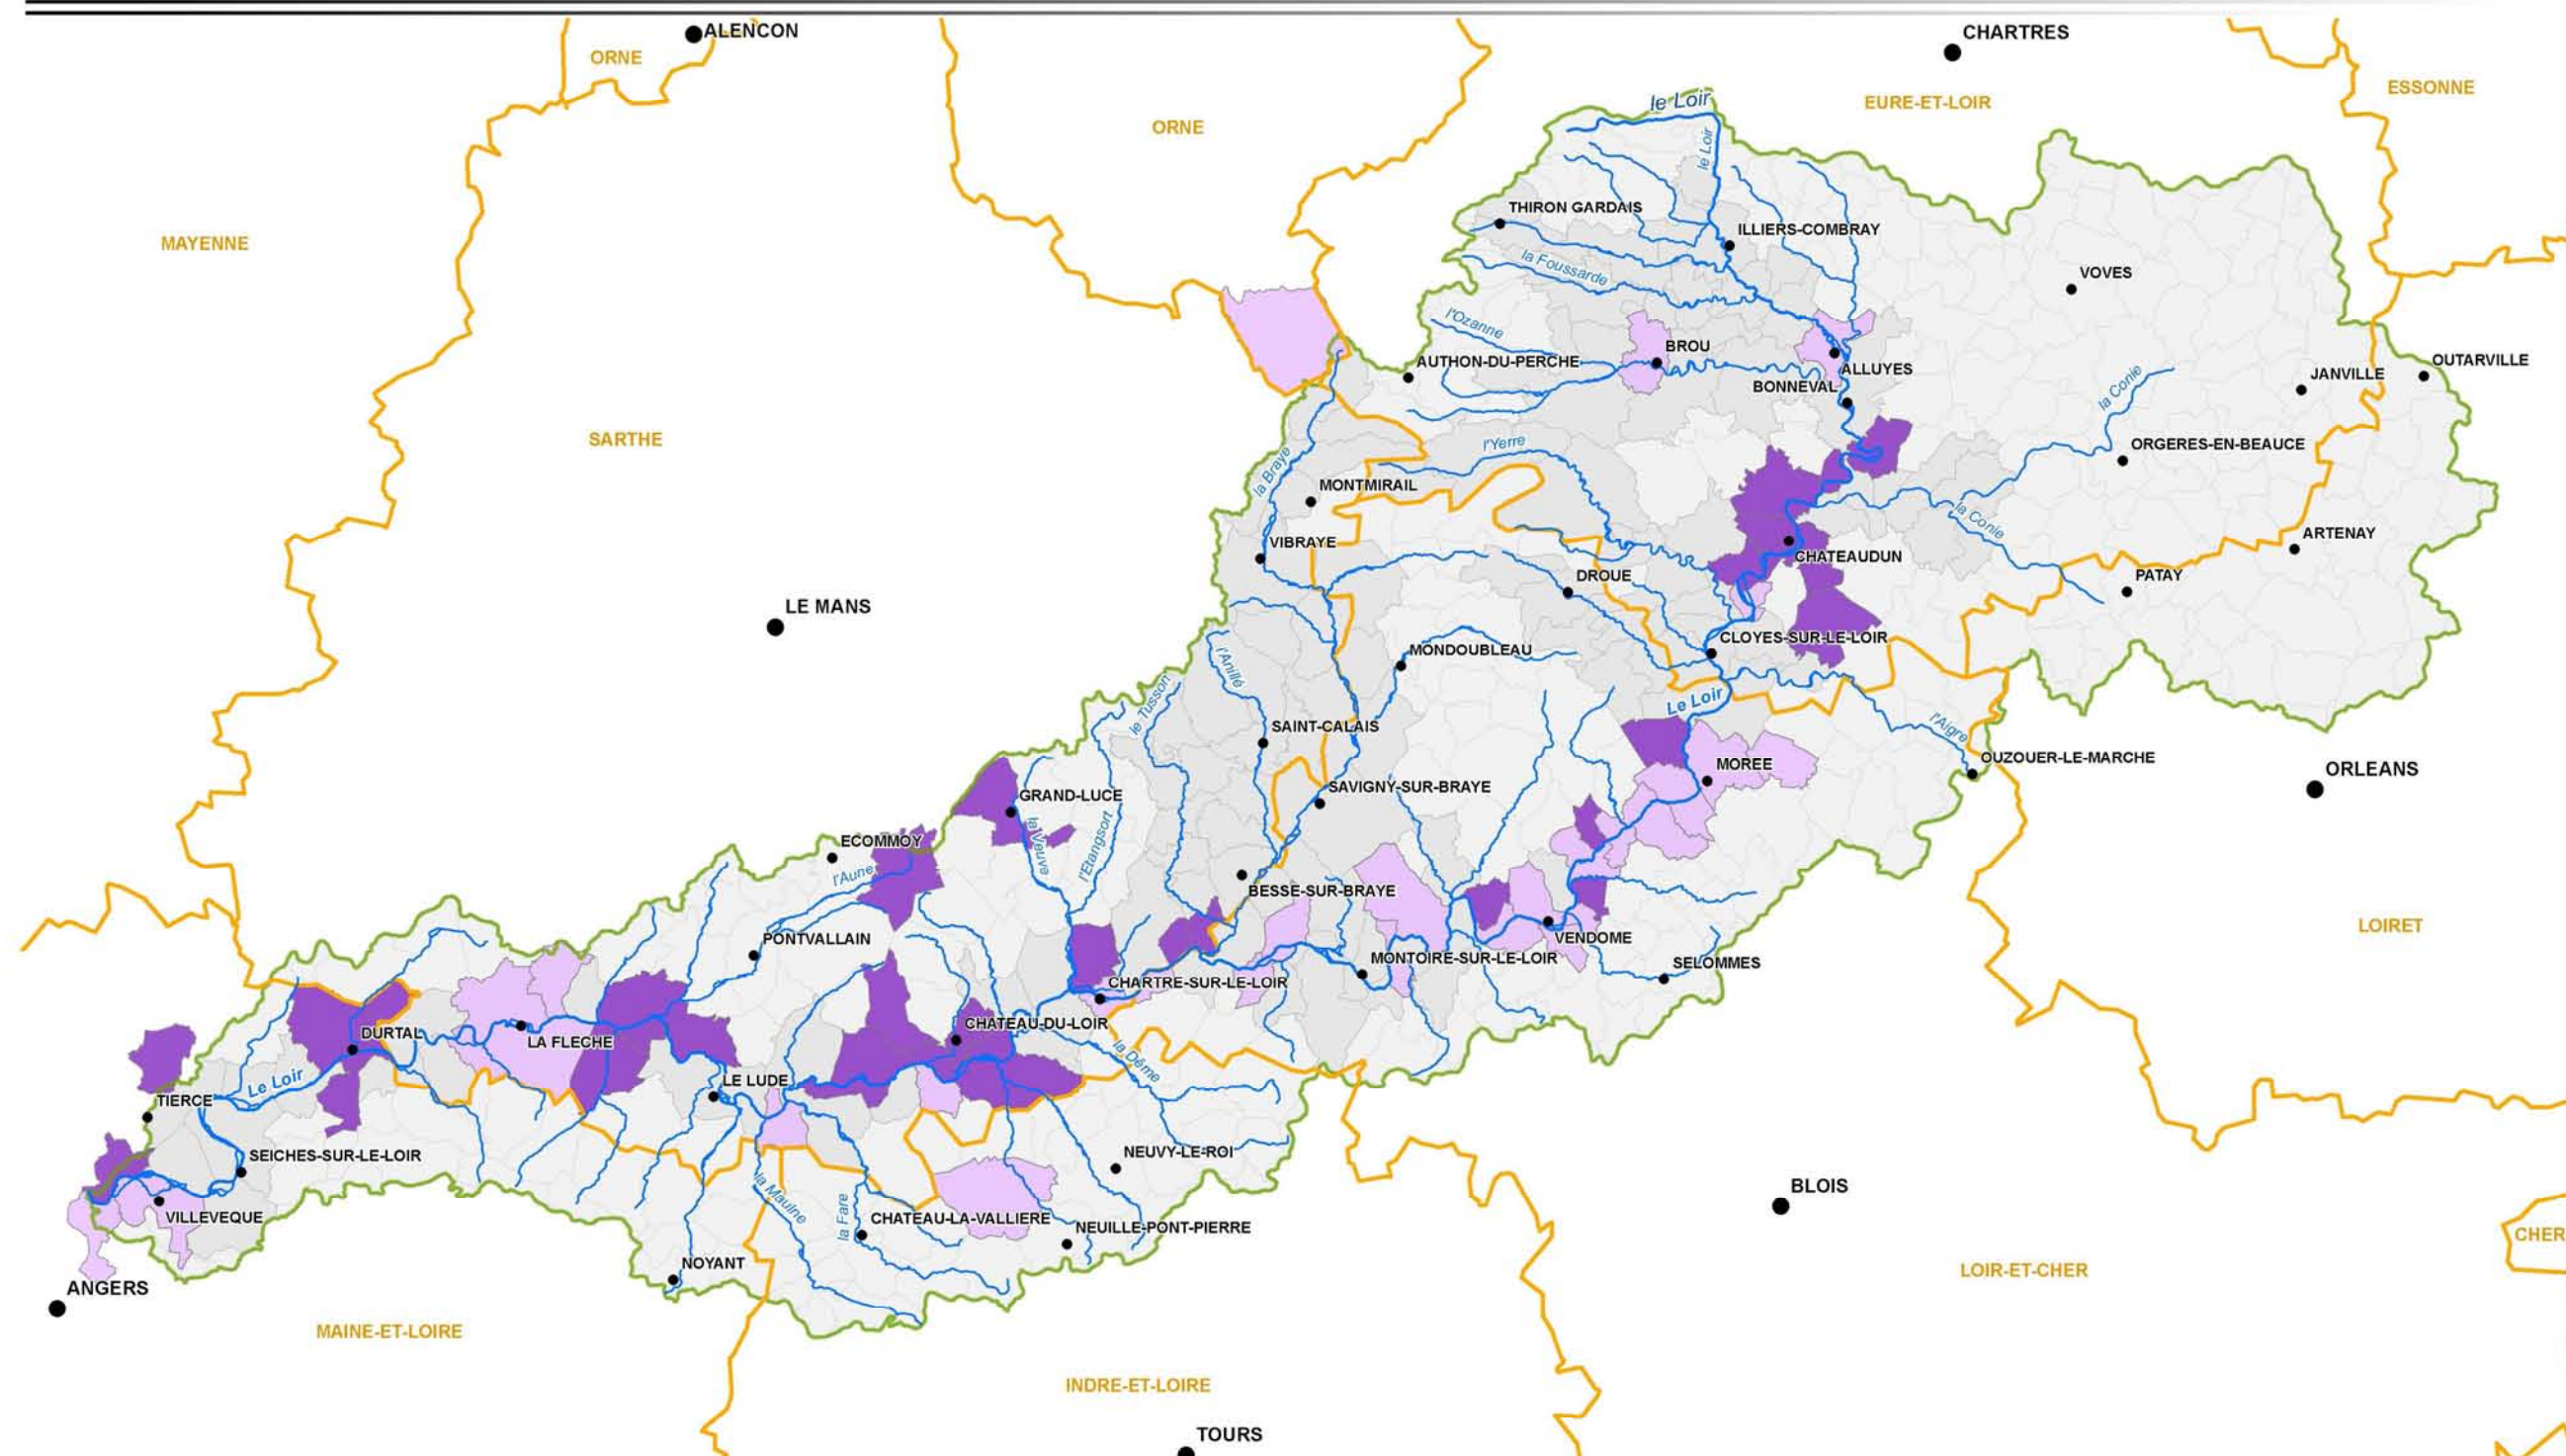 ALENCON
CHARTRES
ORNE
ESSONNE
le Loir
EURE-ET-LOIR
ORNE
le Loir
THIRON GARDAIS
ILLIERS-COMBRAY
MAYENNE
la Foussarde
VOVES
l'Ozanne
BROU
AUTHON-DU-PERCHE
ALLUYES
OUTARVILLE
BONNEVAL
JANVILLE
la Conie
SARTHE
l'Yerre
ORGERES-EN-BEAUCE
la Braye
MONTMIRAIL
la Conie
VIBRAYE
ARTENAY
CHATEAUDUN
DROUE
PATAY
LE MANS
CLOYES-SUR-LE-LOIR
MONDOUBLEAU
l'Anille
le Tusson
Le Loir
SAINT-CALAIS
l'Aigre
OUZOUER-LE-MARCHE
MOREE
ORLEANS
SAVIGNY-SUR-BRAYE
GRAND-LUCE
ECOMMOY
la Veuvre
l'Etangsort
l'Aune
BESSE-SUR-BRAYE
LOIRET
PONTVALLAIN
VENDOME
MONTOIRE-SUR-LE-LOIR
SELOMMES
CHARTRE-SUR-LE-LOIR
CHATEAU-DU-LOIR
DURTAL
LA FLECHE
la Dême
Le Loir
LE LUDE
TIERCE
NEUVY-LE-ROI
SEICHES-SUR-LE-LOIR
BLOIS
la Maulne
la Fare
VILLEVEQUE
CHATEAU-LA-VALLIERE
NEUILLE-PONT-PIERRE
CHER
NOYANT
LOIR-ET-CHER
ANGERS
MAINE-ET-LOIRE
INDRE-ET-LOIRE
TOURS